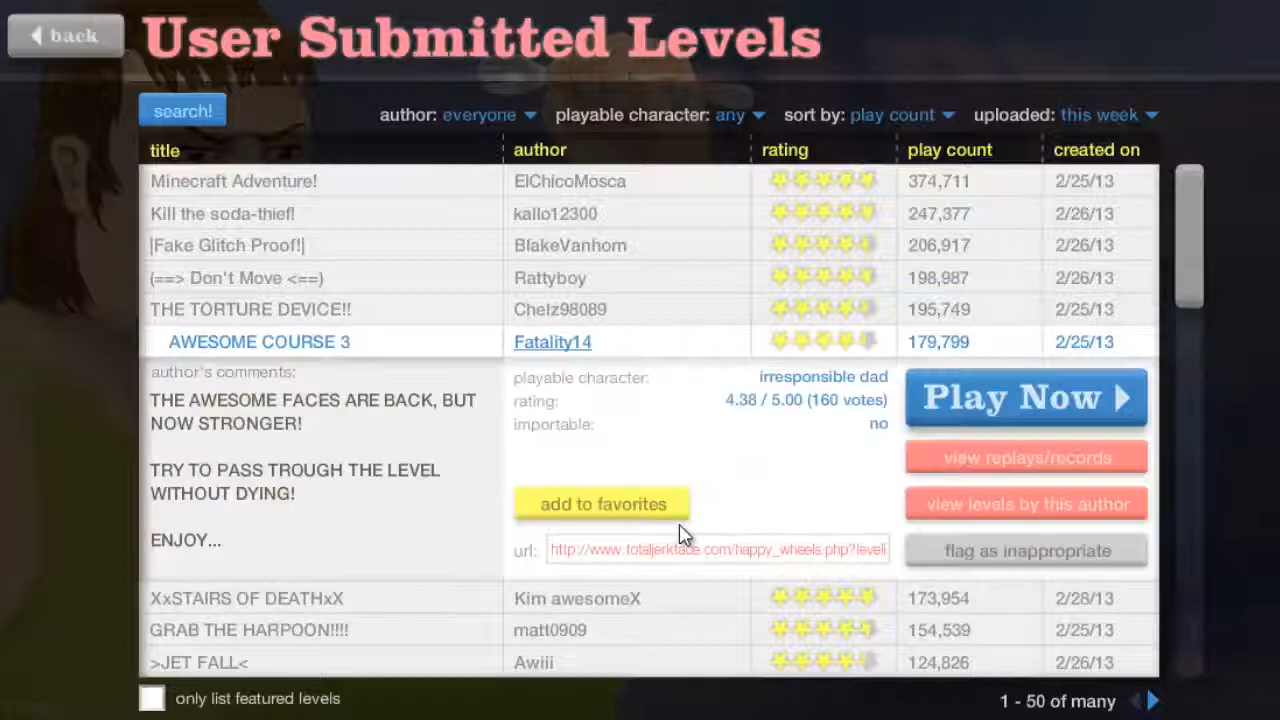 back
User Submitted Levels
search!
author: everyone playable character: any sort by: play count uploaded: this week
title author rating play count created on
Minecraft Adventure! ElChicoMosca 374,711 2/25/13
Kill the soda-thief! kallo12300 247,377 2/26/13
|Fake Glitch Proof!| BlakeVanhorn 206,917 2/26/13
(==> Don't Move <==) Rattyboy 198,987 2/26/13
THE TORTURE DEVICE!! Chelz98089 195,749 2/25/13
AWESOME COURSE 3 Fatality14 179,799 2/25/13
author's comments:
THE AWESOME FACES ARE BACK, BUT
NOW STRONGER!
TRY TO PASS TROUGH THE LEVEL
WITHOUT DYING!
ENJOY...
playable character: irresponsible dad
rating: 4.38 / 5.00 (160 votes)
importable: no
add to favorites
url: http://www.totaljerkface.com/happy_wheels.php?leveli
Play Now
view replays/records
view levels by this author
flag as inappropriate
XxSTAIRS OF DEATHxX Kim awesomeX 173,954 2/28/13
GRAB THE HARPOON!!!! matt0909 154,539 2/25/13
>JET FALL< Awiii 124,826 2/26/13
only list featured levels
1 - 50 of many